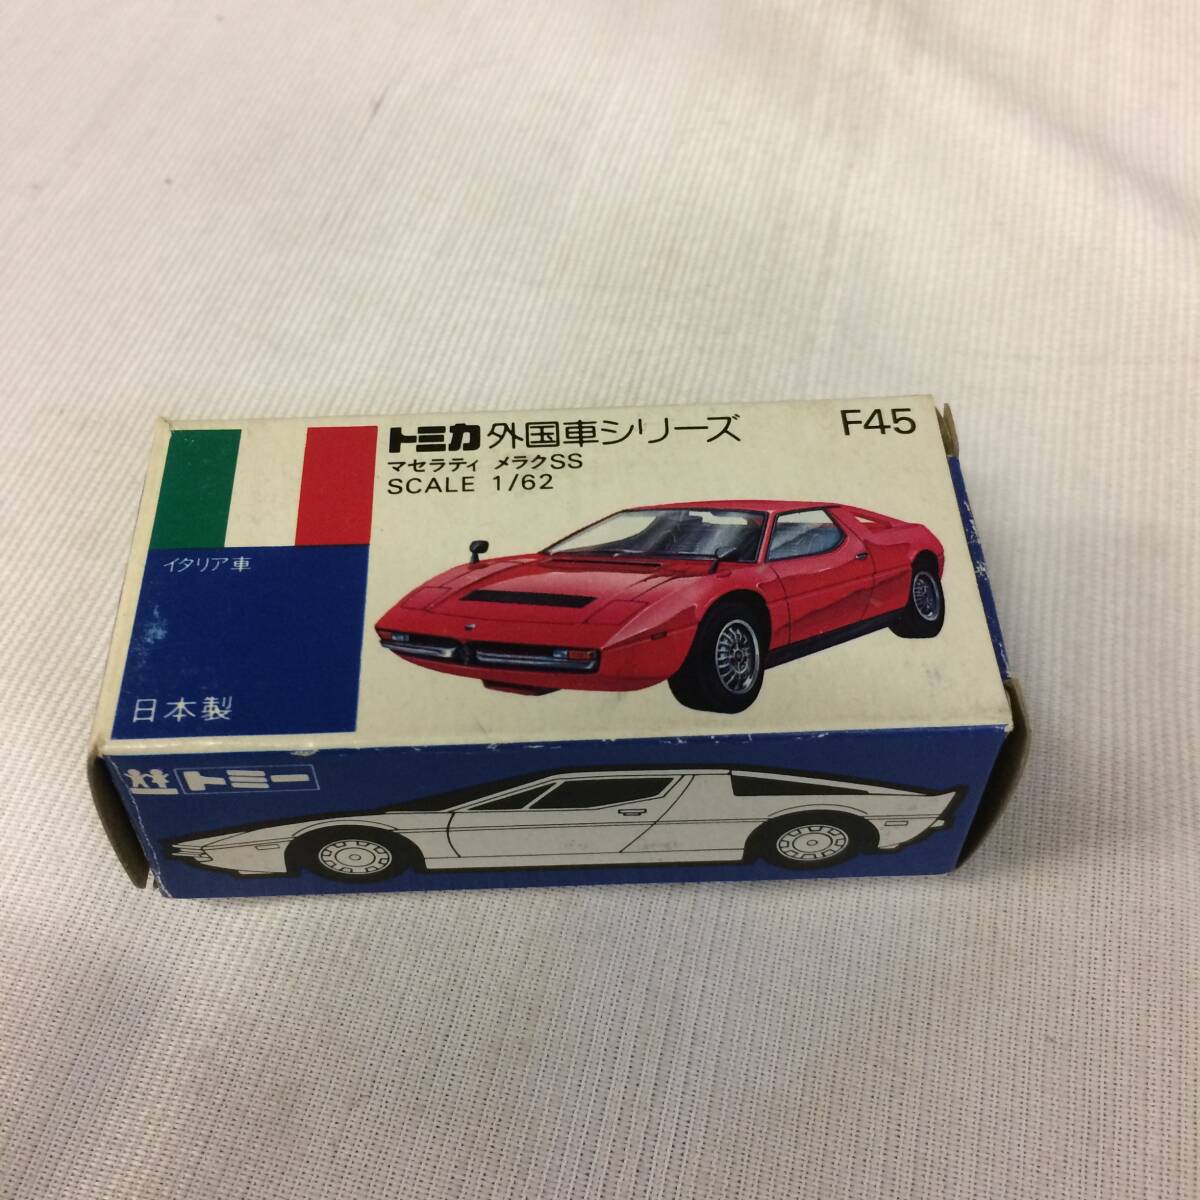 トミカ 外国車シリーズ F45
マセラティ メラクSS
SCALE 1/62
イタリア車
日本製
トミー